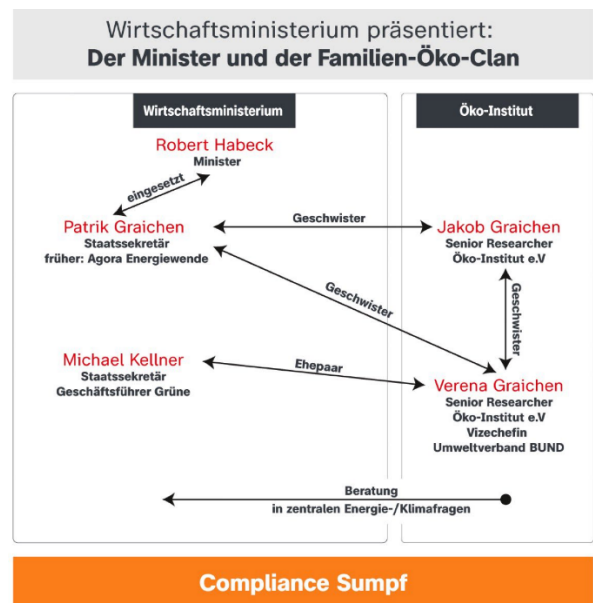 Wirtschaftsministerium präsentiert:
Der Minister und der Familien-Öko-Clan
Wirtschaftsministerium
Öko-Institut
Robert Habeck
Minister
eingesetzt
Patrik Graichen
Staatssekretär
früher: Agora Energiewende
Geschwister
Jakob Graichen
Senior Researcher
Öko-Institut e.V
Geschwister
Geschwister
Michael Kellner
Staatssekretär
Geschäftsführer Grüne
Ehepaar
Verena Graichen
Senior Researcher
Öko-Institut e.V
Vizechefin
Umweltverband BUND
Beratung
in zentralen Energie-/Klimafragen
Compliance Sumpf